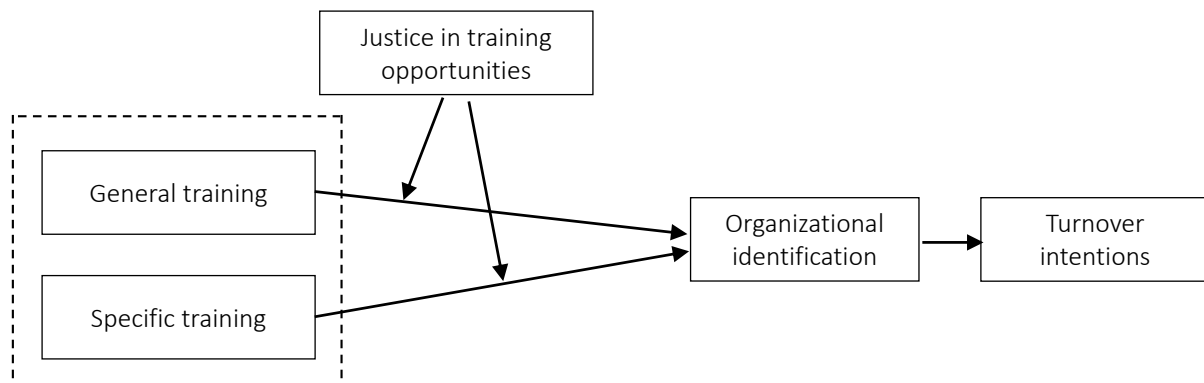 Justice in training
opportunities
General training
Specific training
Organizational
identification
Turnover
intentions